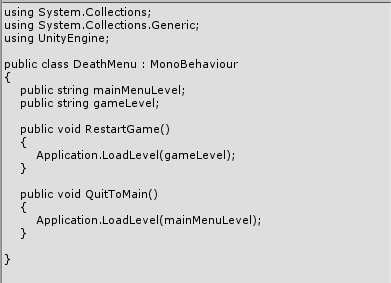 using System.Collections;
using System.Collections.Generic;
using UnityEngine;

public class DeathMenu : MonoBehaviour
{
    public string mainMenuLevel;
    public string gameLevel;

    public void RestartGame()
    {
        Application.LoadLevel(gameLevel);
    }

    public void QuitToMain()
    {
        Application.LoadLevel(mainMenuLevel);
    }

}